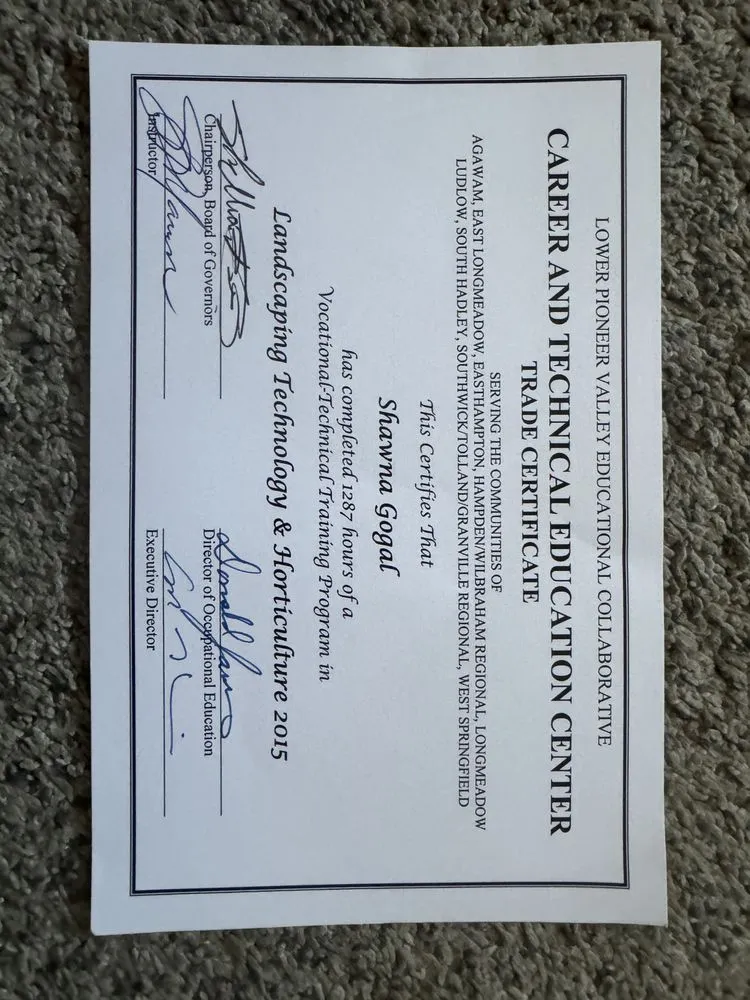 LOWER PIONEER VALLEY EDUCATIONAL COLLABORATIVE
CAREER AND TECHNICAL EDUCATION CENTER
TRADE CERTIFICATE
SERVING THE COMMUNITIES OF
AGAWAM, EAST LONGMEADOW, EASTHAMPTON, HAMPDEN/WILBRAHAM REGIONAL, LONGMEADOW
LUDLOW, SOUTH HADLEY, SOUTHWICK/TOLLAND/GRANVILLE REGIONAL, WEST SPRINGFIELD
This Certifies That
Shawna Gogal
has completed 1287 hours of a
Vocational-Technical Training Program in
Landscaping Technology & Horticulture 2015
Donald
Chairperson, Board of Governors
Director of Occupational Education
Instructor
Executive Director